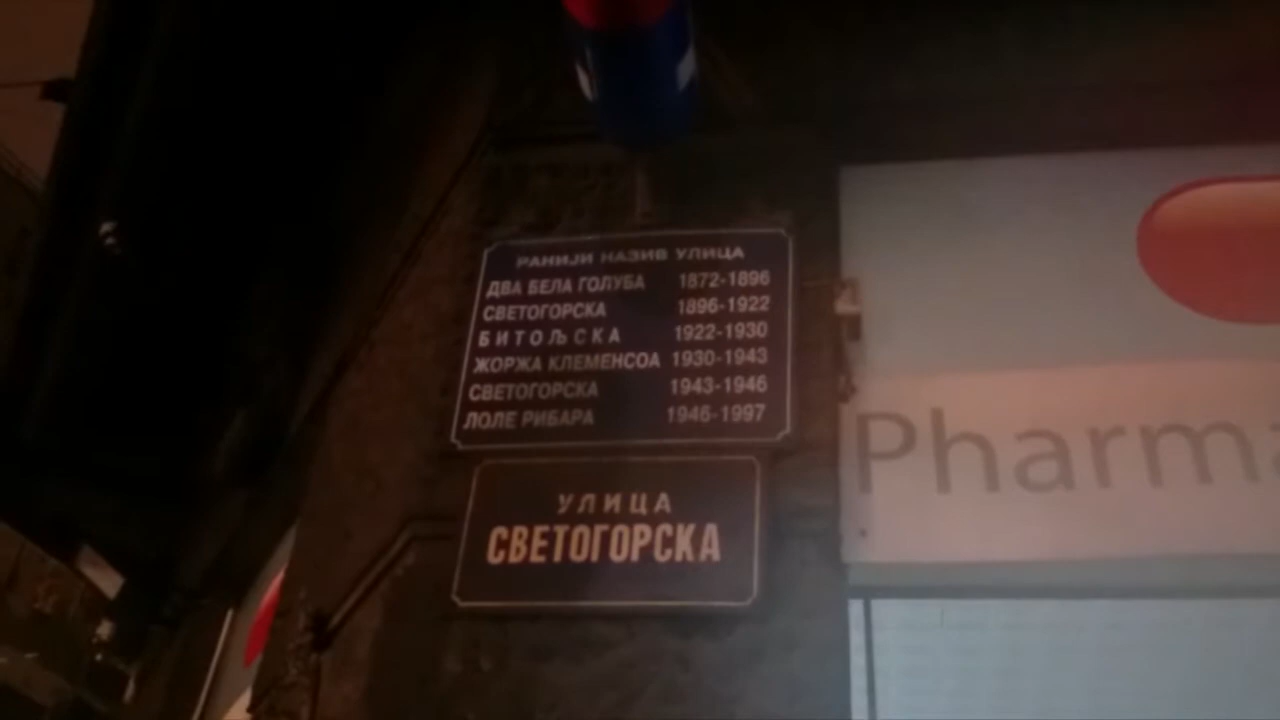 РАНИЈИ НАЗИВ УЛИЦА
ДВА БЕЛА ГОЛУБА 1872-1896
СВЕТОГОРСКА 1896-1922
БИТОЉСКА 1922-1930
ЖОРЖА КЛЕМЕНСОА 1930-1943
СВЕТОГОРСКА 1943-1946
ЛОЛЕ РИБАРА 1946-1997
УЛИЦА
СВЕТОГОРСКА
Pharma